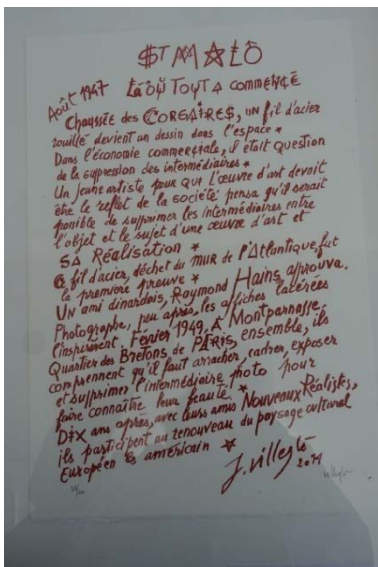 $T MALÔ
Août 1947 Là Où TOUT A COMMENCÉ
Chaussée des CORSAIRE$, UN fil d'acier
rouillé devient un dessin dans l'espace *
Dans l'économie commerciale, il était question
de la supression des intermédiaires *
Un jeune artiste pour QUI L'œuvre d'art devait
être le reflet de la société pensa qu'il serait
possible de supprimer les intermédiaires entre
l'objet et le sujet d'une œuvre d'art et
SA Réalisation *
Ce fil d'acier, déchet du MUR de l'Atlantique, fut
la première preuve *
UN ami dinardais, Raymond Hains approuva.
Photographe, peu après, les affiches lacérées
l'inspirèrent. Février 1949, A Montparnasse,
Quartier des Bretons de PARIS, ensemble, ils
comprennent qu'il faut arracher, cadrer, exposer
et supprimer l'intermédiaire photo pour
faire connaître leur beauté *
DIX ans après, avec leurs amis Nouveaux Réalistes,
ils participent au renouveau du paysage culturel
Européen & américain ☆
J. Villeglé
2011